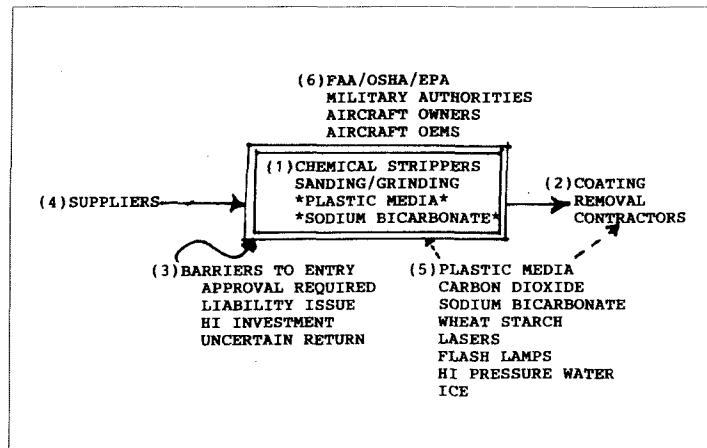 (6)FAA/OSHA/EPA
MILITARY AUTHORITIES
AIRCRAFT OWNERS
AIRCRAFT OEMS
(1)CHEMICAL STRIPPERS
SANDING/GRINDING
*PLASTIC MEDIA*
*SODIUM BICARBONATE*
(4)SUPPLIERS
(2)COATING
REMOVAL
CONTRACTORS
(3)BARRIERS TO ENTRY
APPROVAL REQUIRED
LIABILITY ISSUE
HI INVESTMENT
UNCERTAIN RETURN
(5)PLASTIC MEDIA
CARBON DIOXIDE
SODIUM BICARBONATE
WHEAT STARCH
LASERS
FLASH LAMPS
HI PRESSURE WATER
ICE